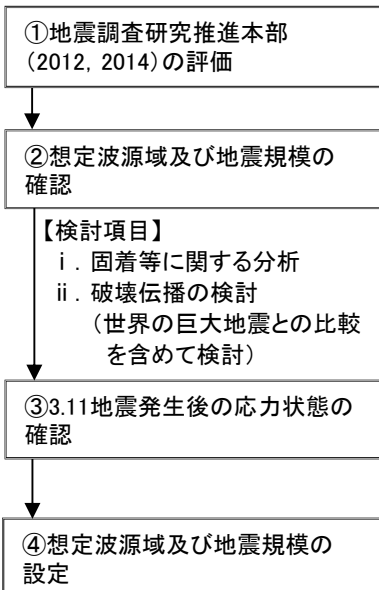 ①地震調査研究推進本部
(2012, 2014)の評価
②想定波源域及び地震規模の
確認
【検討項目】
ⅰ. 固着等に関する分析
ⅱ. 破壊伝播の検討
(世界の巨大地震との比較
を含めて検討)
③3.11地震発生後の応力状態の
確認
④想定波源域及び地震規模の
設定